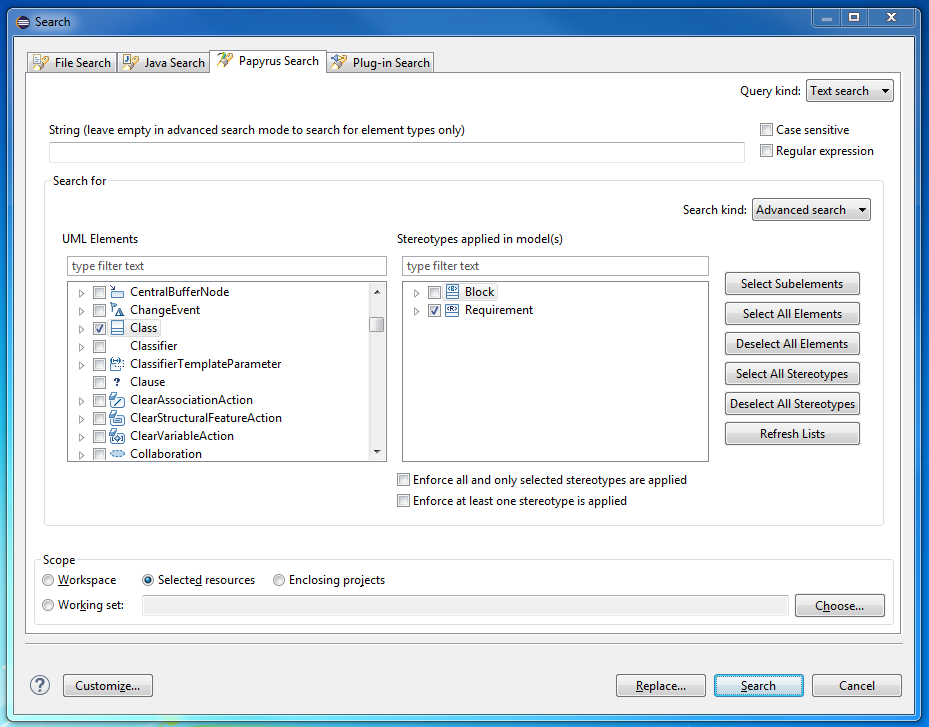 Search
File Search Java Search Papyrus Search Plug-in Search
Query kind: Text search
String (leave empty in advanced search mode to search for element types only)
Case sensitive
Regular expression
Search for
Search kind: Advanced search
UML Elements
type filter text
CentralBufferNode
ChangeEvent
Class
Classifier
ClassifierTemplateParameter
? Clause
ClearAssociationAction
ClearStructuralFeatureAction
ClearVariableAction
Collaboration
Stereotypes applied in model(s)
type filter text
«B» Block
«R» Requirement
Select Subelements
Select All Elements
Deselect All Elements
Select All Stereotypes
Deselect All Stereotypes
Refresh Lists
Enforce all and only selected stereotypes are applied
Enforce at least one stereotype is applied
Scope
Workspace Selected resources Enclosing projects
Working set: Choose...
? Customize... Replace... Search Cancel